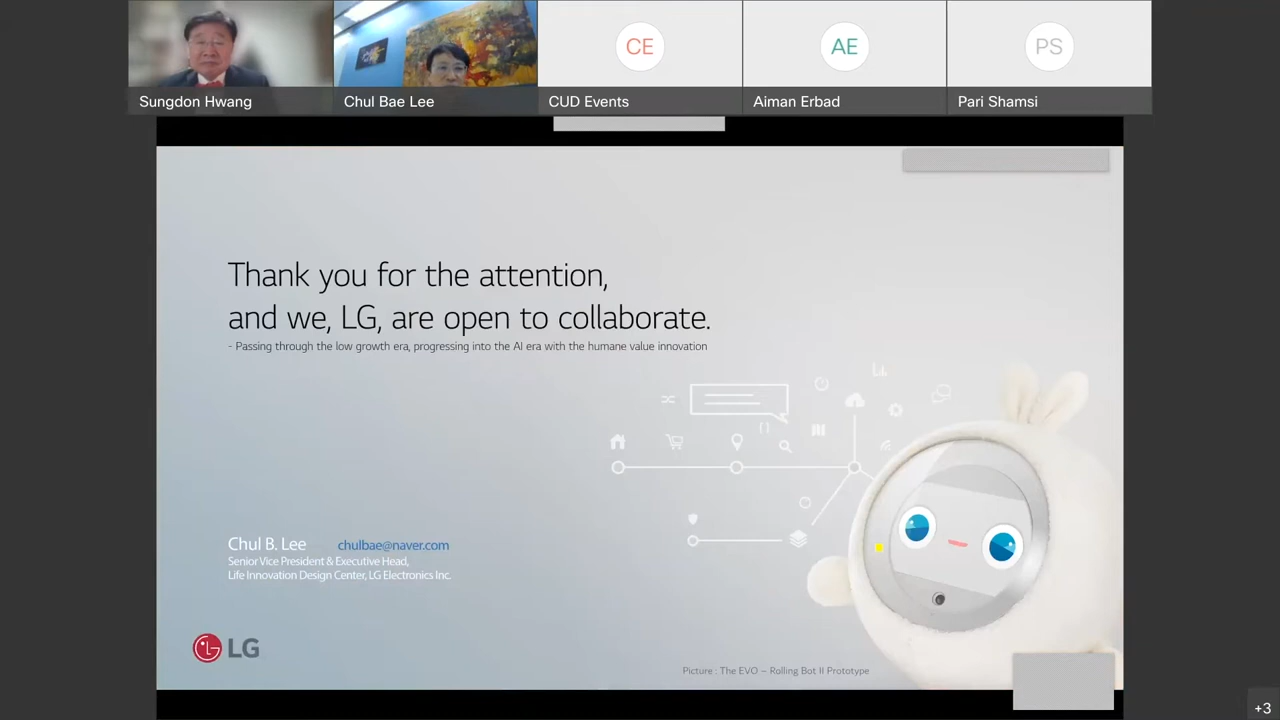 CE
AE
PS
Sungdon Hwang
Chul Bae Lee
CUD Events
Aiman Erbad
Pari Shamsi
Thank you for the attention,
and we, LG, are open to collaborate.
- Passing through the low growth era, progressing into the AI era with the humane value innovation
Chul B. Lee chulbae@naver.com
Senior Vice President & Executive Head,
Life Innovation Design Center, LG Electronics Inc.
LG
Picture : The EVO – Rolling Bot II Prototype
+3